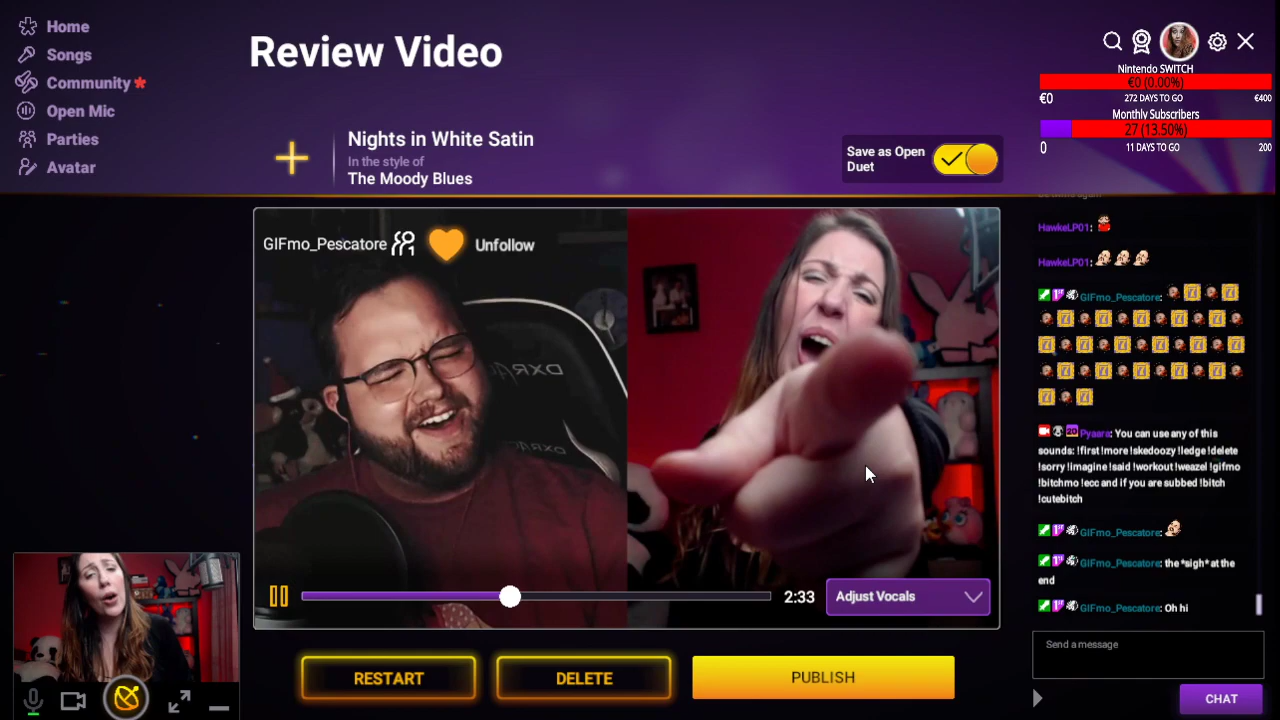 Home
Songs
Community *
Open Mic
Parties
Avatar
Review Video
Nights in White Satin
In the style of
The Moody Blues
Save as Open
Duet
Nintendo SWITCH
€0 (0.00%)
€0 272 DAYS TO GO €400
Monthly Subscribers
27 (13.50%)
0 11 DAYS TO GO 200
GIFmo_Pescatore Unfollow
DXRACER
2:33 Adjust Vocals
RESTART DELETE PUBLISH
HawkeLP01:
HawkeLP01:
GIFmo_Pescatore:
Pyaara: You can use any of this
sounds: !first !more !skedoozy !ledge !delete
!sorry !imagine !said !workout !weazel !gifmo
!bitchmo !ecc and if you are subbed !bitch
!cutebitch
GIFmo_Pescatore:
GIFmo_Pescatore: the *sigh* at the
end
GIFmo_Pescatore: Oh hi
Send a message
CHAT